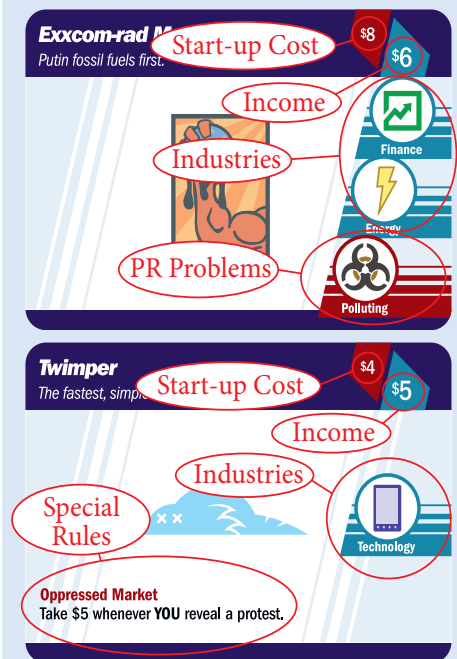 Exxcom-rad
Start-up Cost
$8
Putin fossil fuels first.
$6
Income
Finance
Industries
Energy
PR Problems
Polluting
Twimper
Start-up Cost
$4
The fastest,
$5
Income
Industries
Special
Rules
Technology
Oppressed Market
Take $5 whenever YOU reveal a protest.